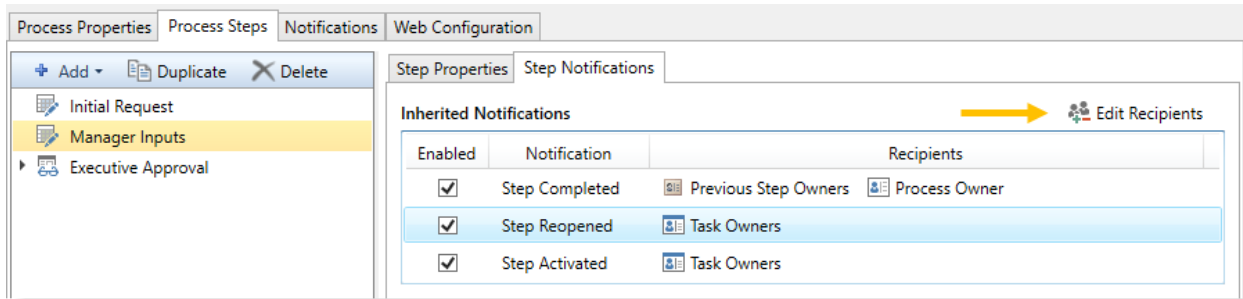 Process Properties Process Steps Notifications Web Configuration
Add Duplicate Delete
Initial Request
Manager Inputs
Executive Approval
Step Properties Step Notifications
Inherited Notifications Edit Recipients
Enabled Notification Recipients
Step Completed Previous Step Owners Process Owner
Step Reopened Task Owners
Step Activated Task Owners